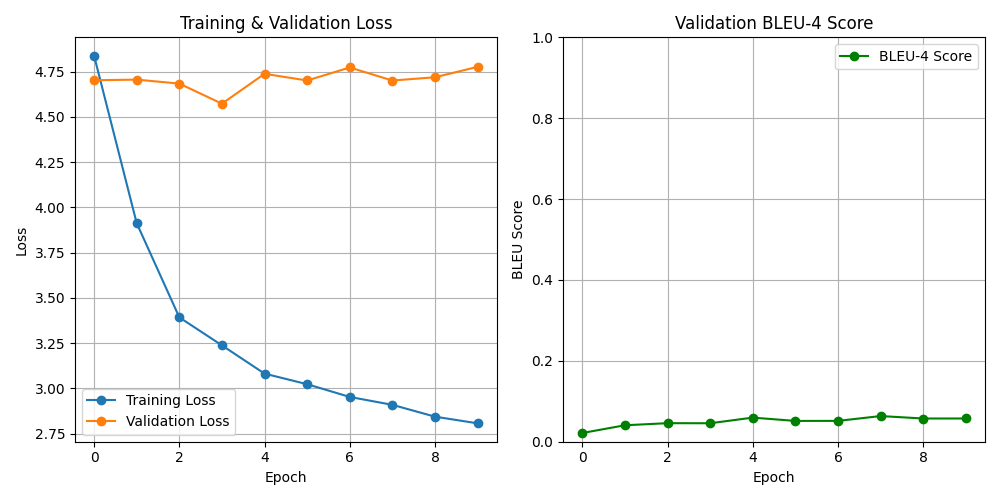 Training & Validation Loss
4.75
4.50
4.25
4.00
3.75
3.50
3.25
3.00
2.75
Loss
Training Loss
Validation Loss
0 2 4 6 8
Epoch
Validation BLEU-4 Score
1.0
0.8
0.6
0.4
0.2
0.0
BLEU Score
BLEU-4 Score
0 2 4 6 8
Epoch